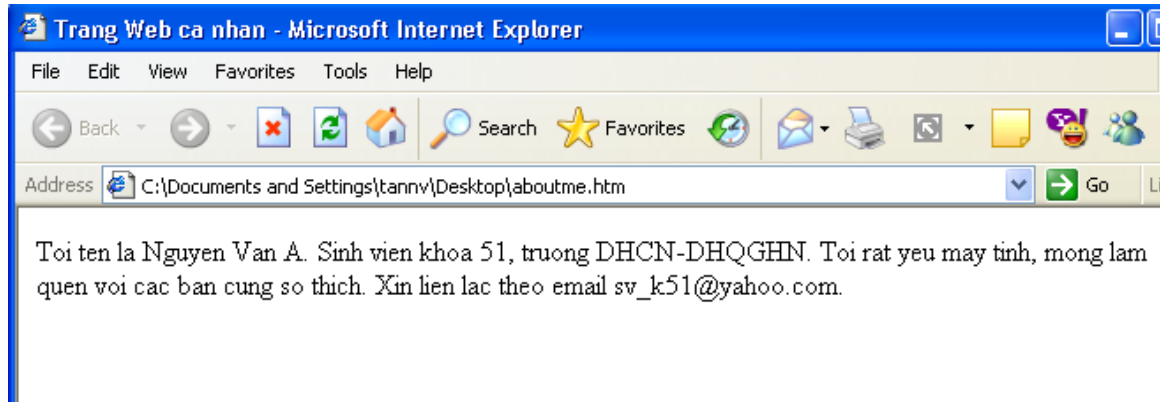 Trang Web ca nhan - Microsoft Internet Explorer
File Edit View Favorites Tools Help
Back Search Favorites
Address C:\Documents and Settings\tannv\Desktop\aboutme.htm Go Li
Toi ten la Nguyen Van A. Sinh vien khoa 51, truong DHCN-DHQGHN. Toi rat yeu may tinh, mong lam
quen voi cac ban cung so thich. Xin lien lac theo email sv_k51@yahoo.com.